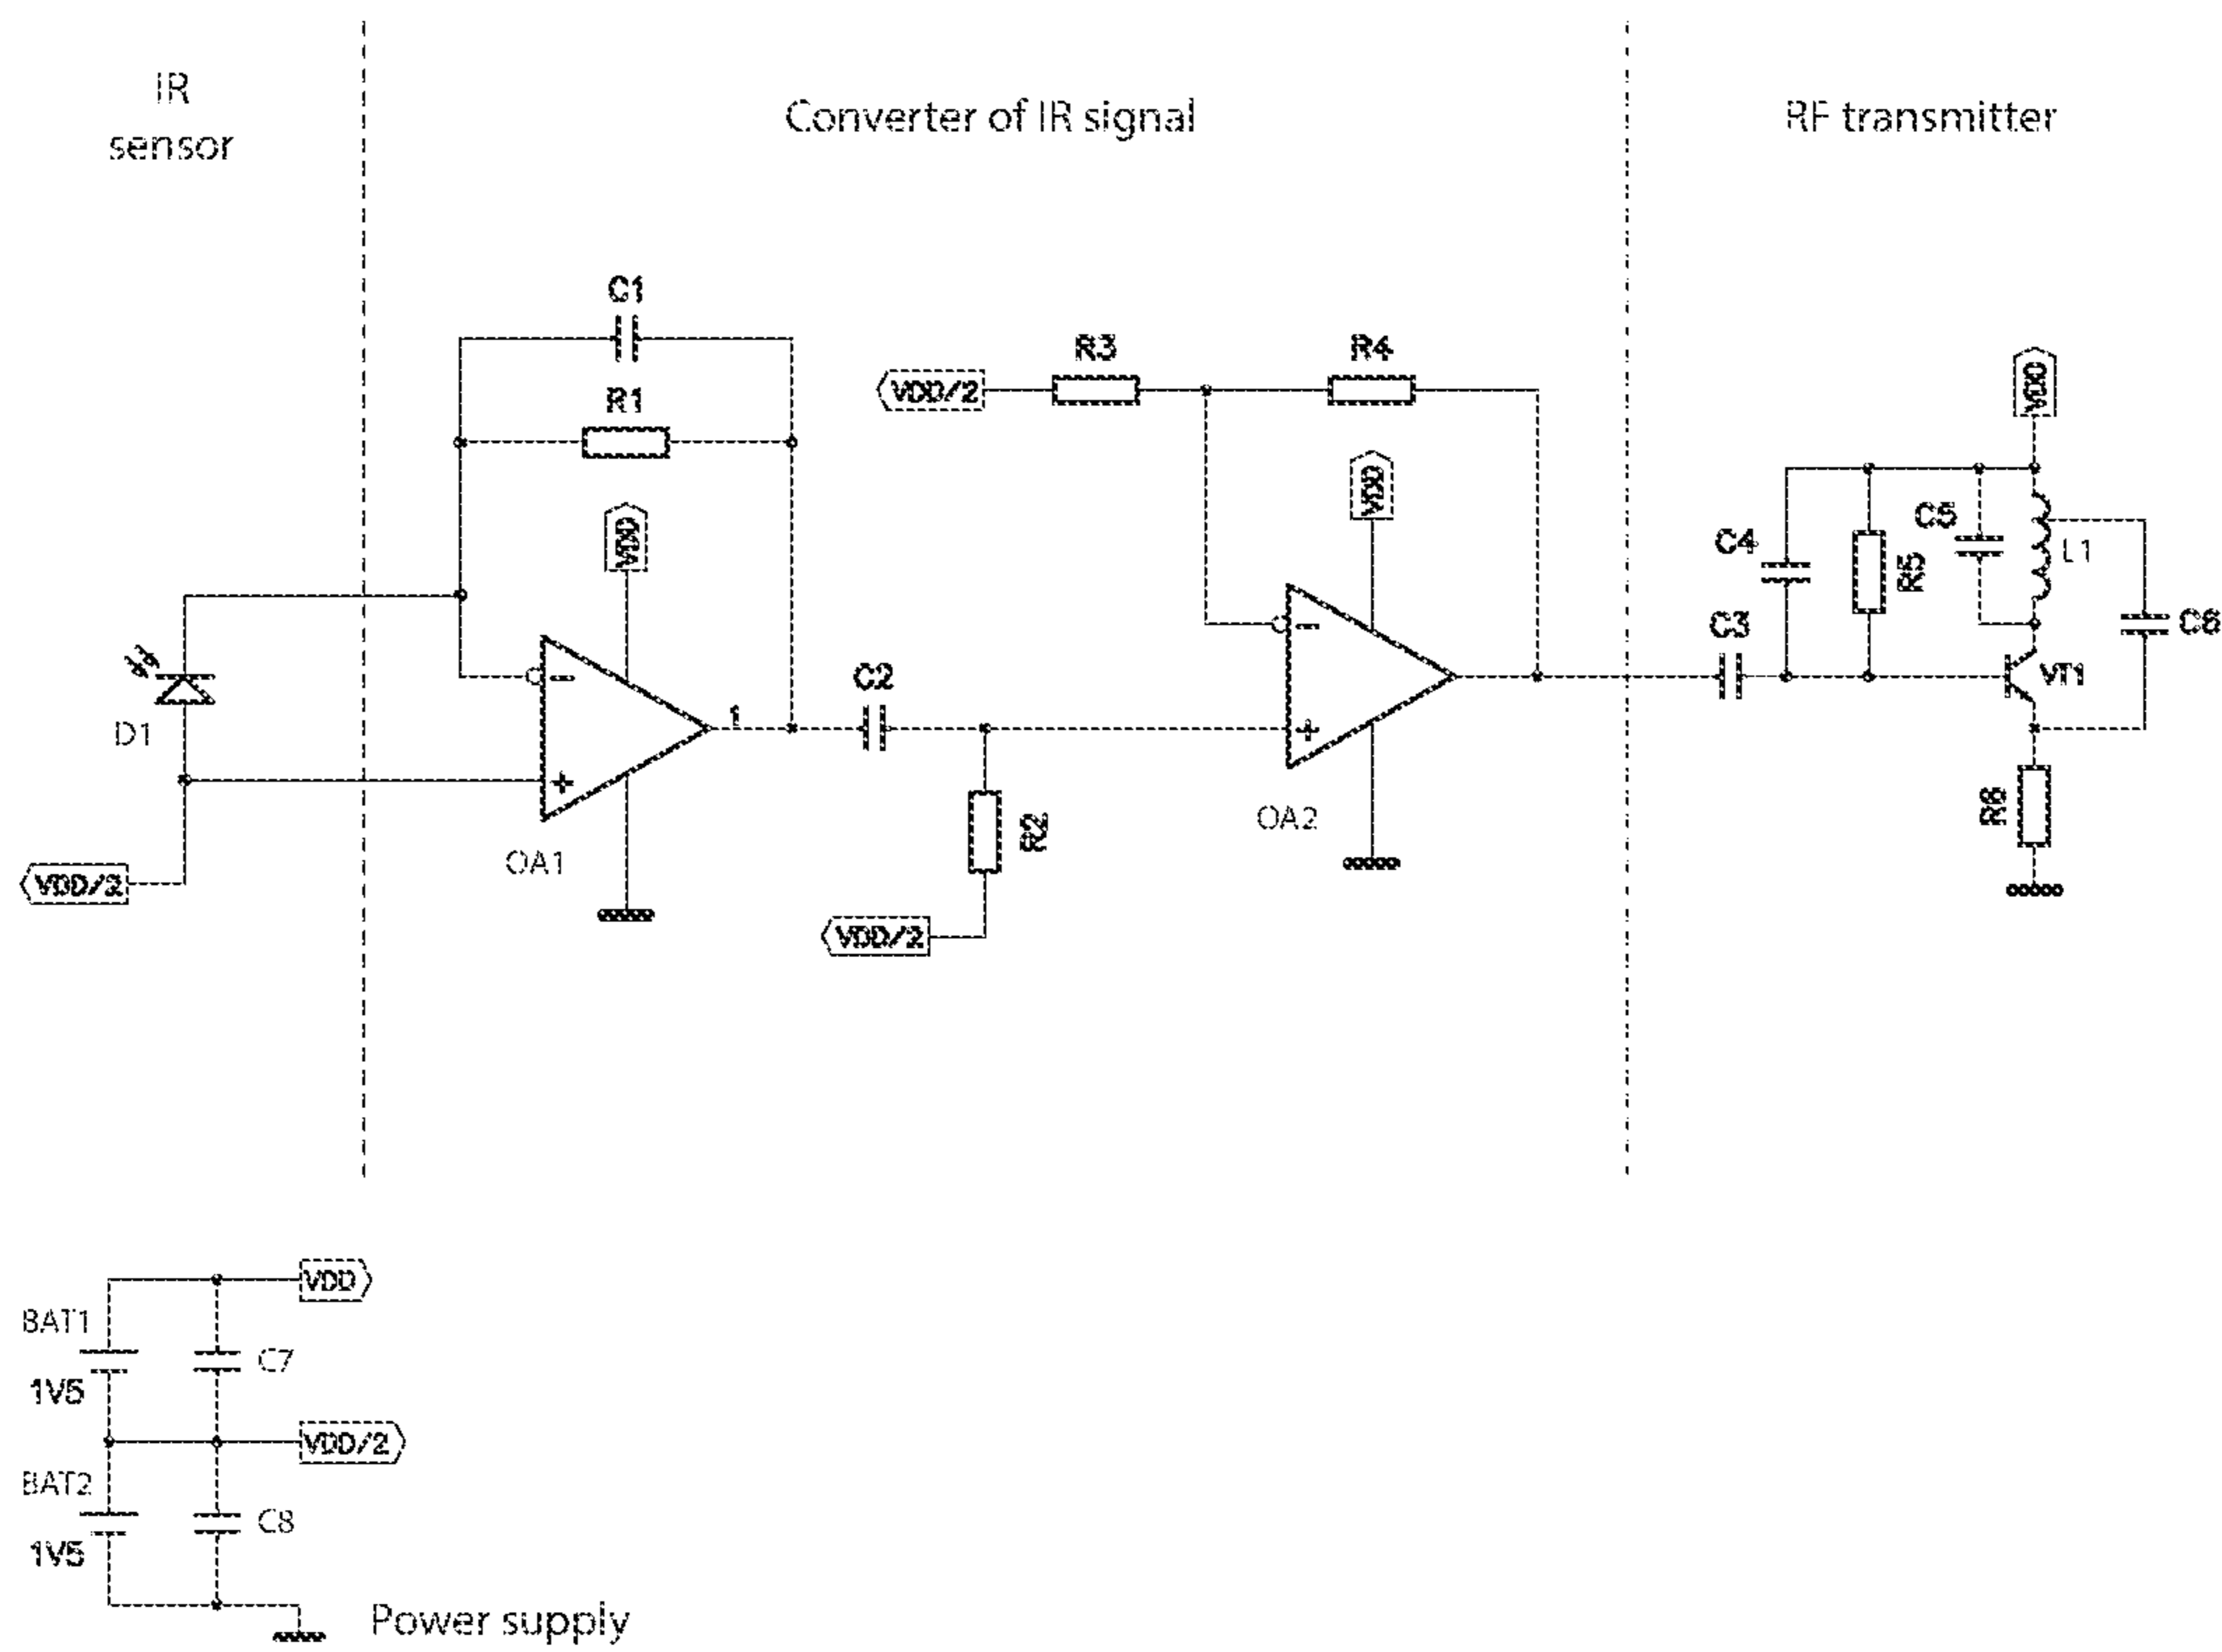 IR
sensor
Converter of IR signal
RF transmitter
C1
R1
VDD
D1
VDD/2
-
+
1
OA1
C2
R2
VDD/2
VDD/2
R3
R4
VDD
-
+
OA2
VDD
C4
R5
C5
L1
C3
VT1
C6
R6
BAT1
1V5
C7
VDD
VDD/2
BAT2
1V5
C8
Power supply